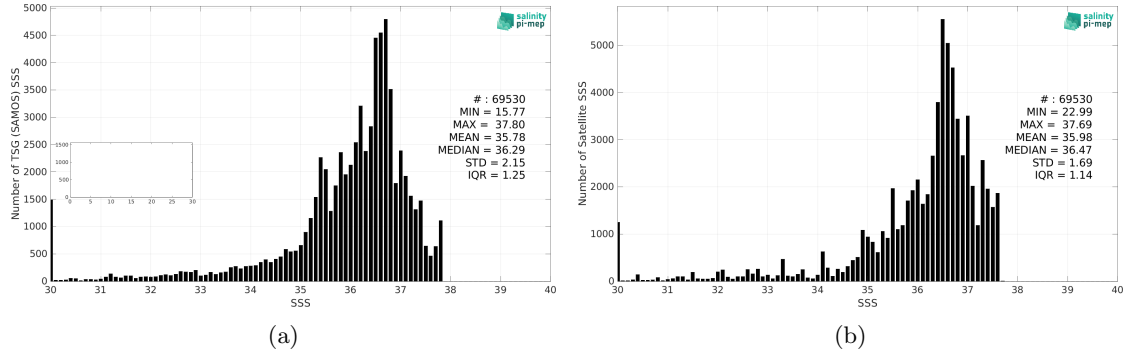 salinity
pi-mep
Number of TSG (SAMOS) SSS
5000
4500
4000
3500
3000
2500
2000
1500
1000
500
0
# : 69530
MIN = 15.77
MAX = 37.80
MEAN = 35.78
MEDIAN = 36.29
STD = 2.15
IQR = 1.25
1500
1000
500
0
0 5 10 15 20 25 30
30 31 32 33 34 35 36 37 38 39 40
SSS
(a)
salinity
pi-mep
Number of Satellite SSS
5000
4000
3000
2000
1000
0
# : 69530
MIN = 22.99
MAX = 37.69
MEAN = 35.98
MEDIAN = 36.47
STD = 1.69
IQR = 1.14
30 31 32 33 34 35 36 37 38 39 40
SSS
(b)